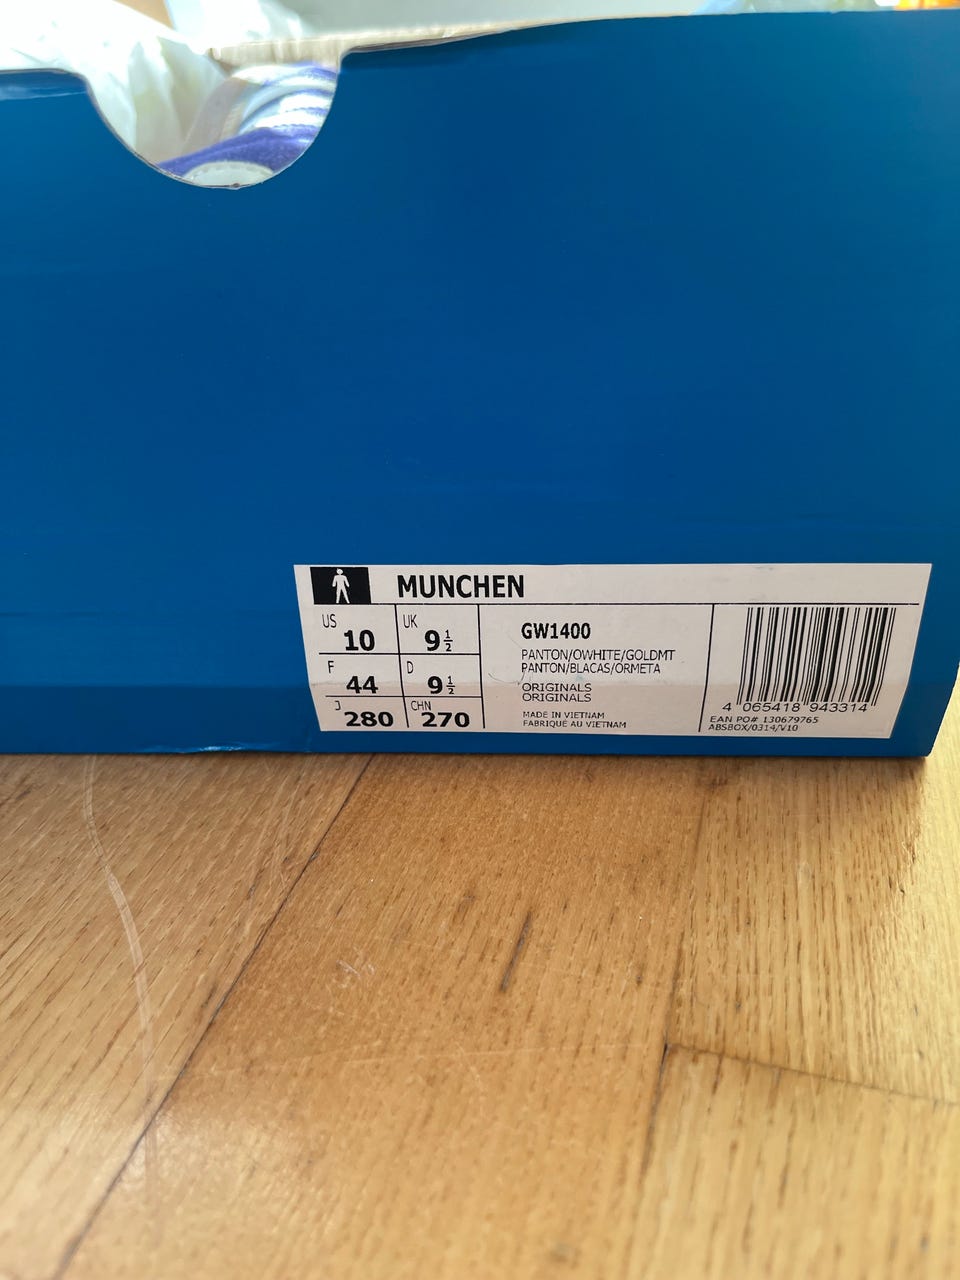 MUNCHEN
US 10 UK 9 1/2
F 44 D 9 1/2
J 280 CHN 270
GW1400
PANTON/OWHITE/GOLDMT
PANTON/BLACAS/ORMETA
ORIGINALS
ORIGINALS
MADE IN VIETNAM
FABRIQUÉ AU VIETNAM
4 065418 943314
EAN PO# 130679765
ABSBOX/0314/V10